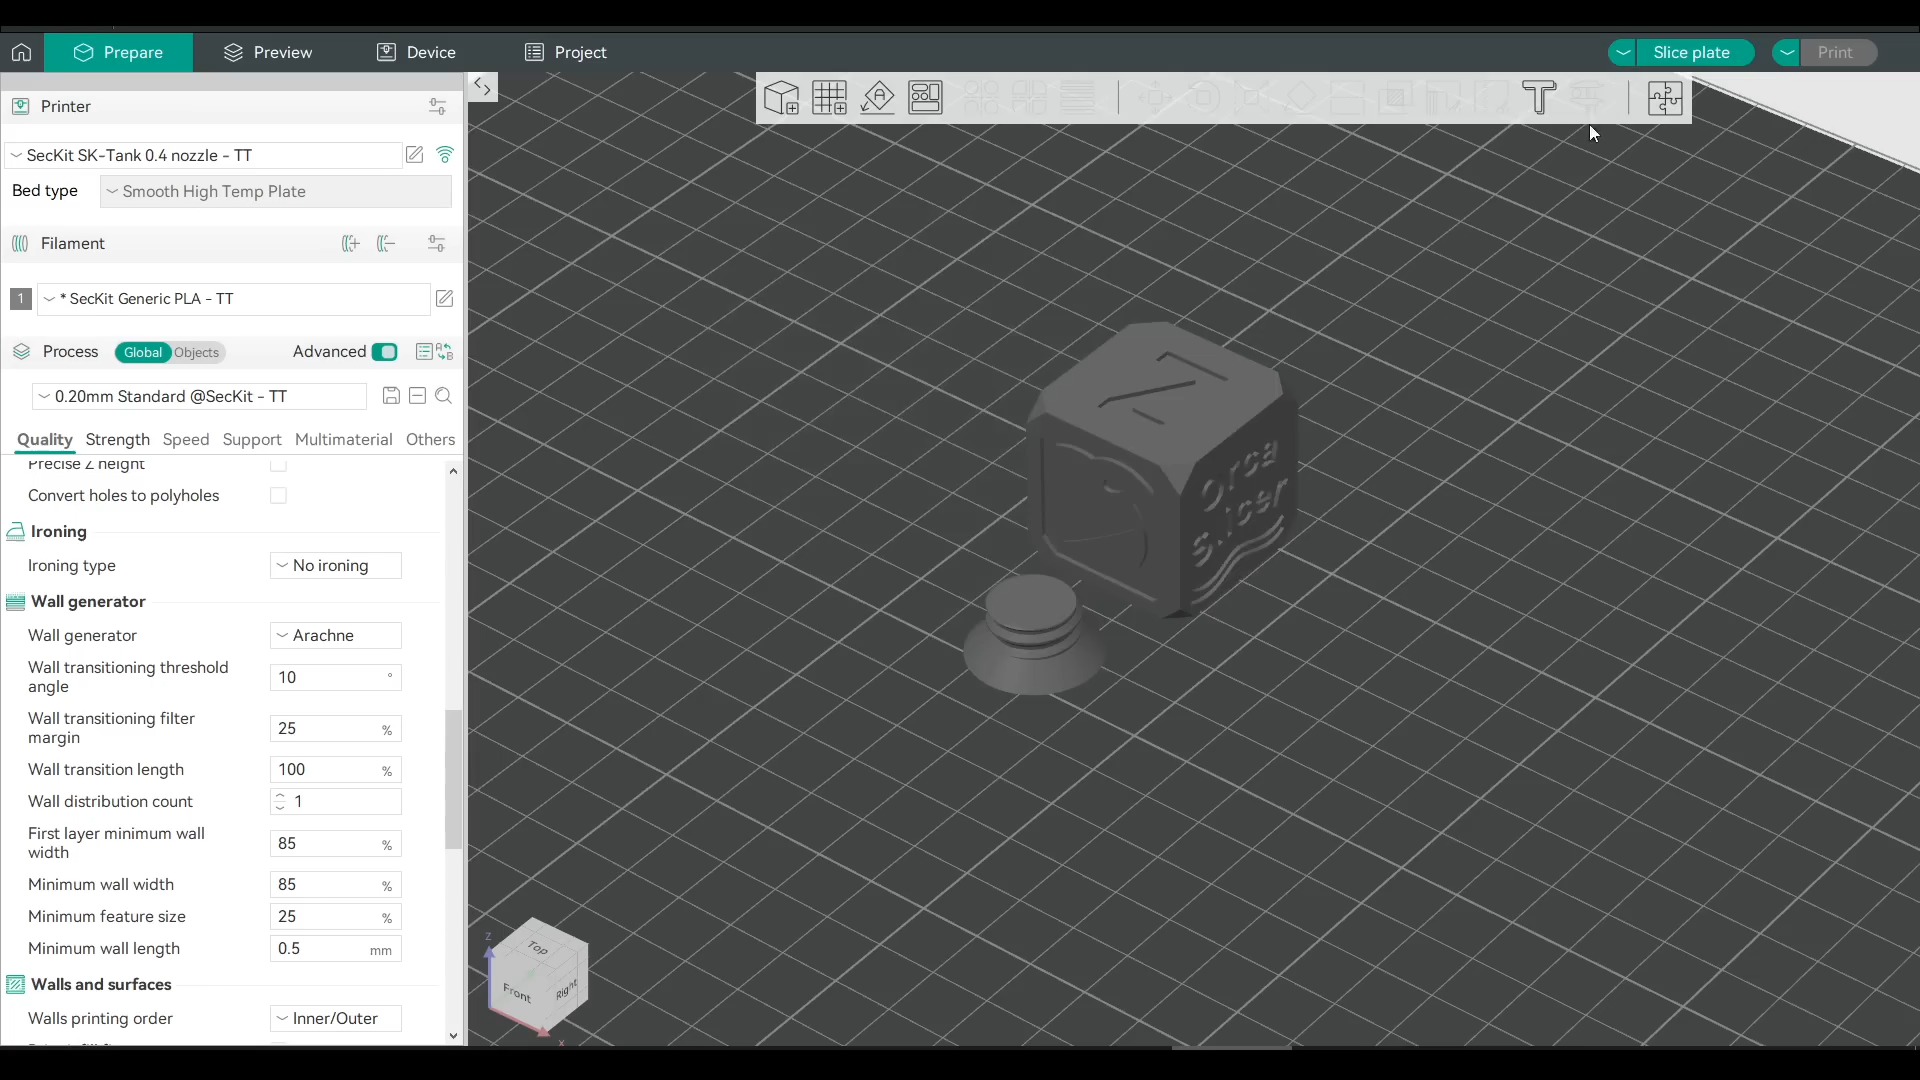 Prepare
Preview
Device
Project
Slice plate
Print
Printer
SecKit SK-Tank 0.4 nozzle - TT
Bed type
Smooth High Temp Plate
Filament
1
* SecKit Generic PLA - TT
Process
Global
Objects
Advanced
0.20mm Standard @SecKit - TT
Quality
Strength
Speed
Support
Multimaterial
Others
Precise Z height
Convert holes to polyholes
Ironing
Ironing type
No ironing
Wall generator
Wall generator
Arachne
Wall transitioning threshold
angle
10 °
Wall transitioning filter
margin
25 %
Wall transition length
100 %
Wall distribution count
1
First layer minimum wall
width
85 %
Minimum wall width
85 %
Minimum feature size
25 %
Minimum wall length
0.5 mm
Walls and surfaces
Walls printing order
Inner/Outer
Orca
Slicer
Top
Front
Right
z
x